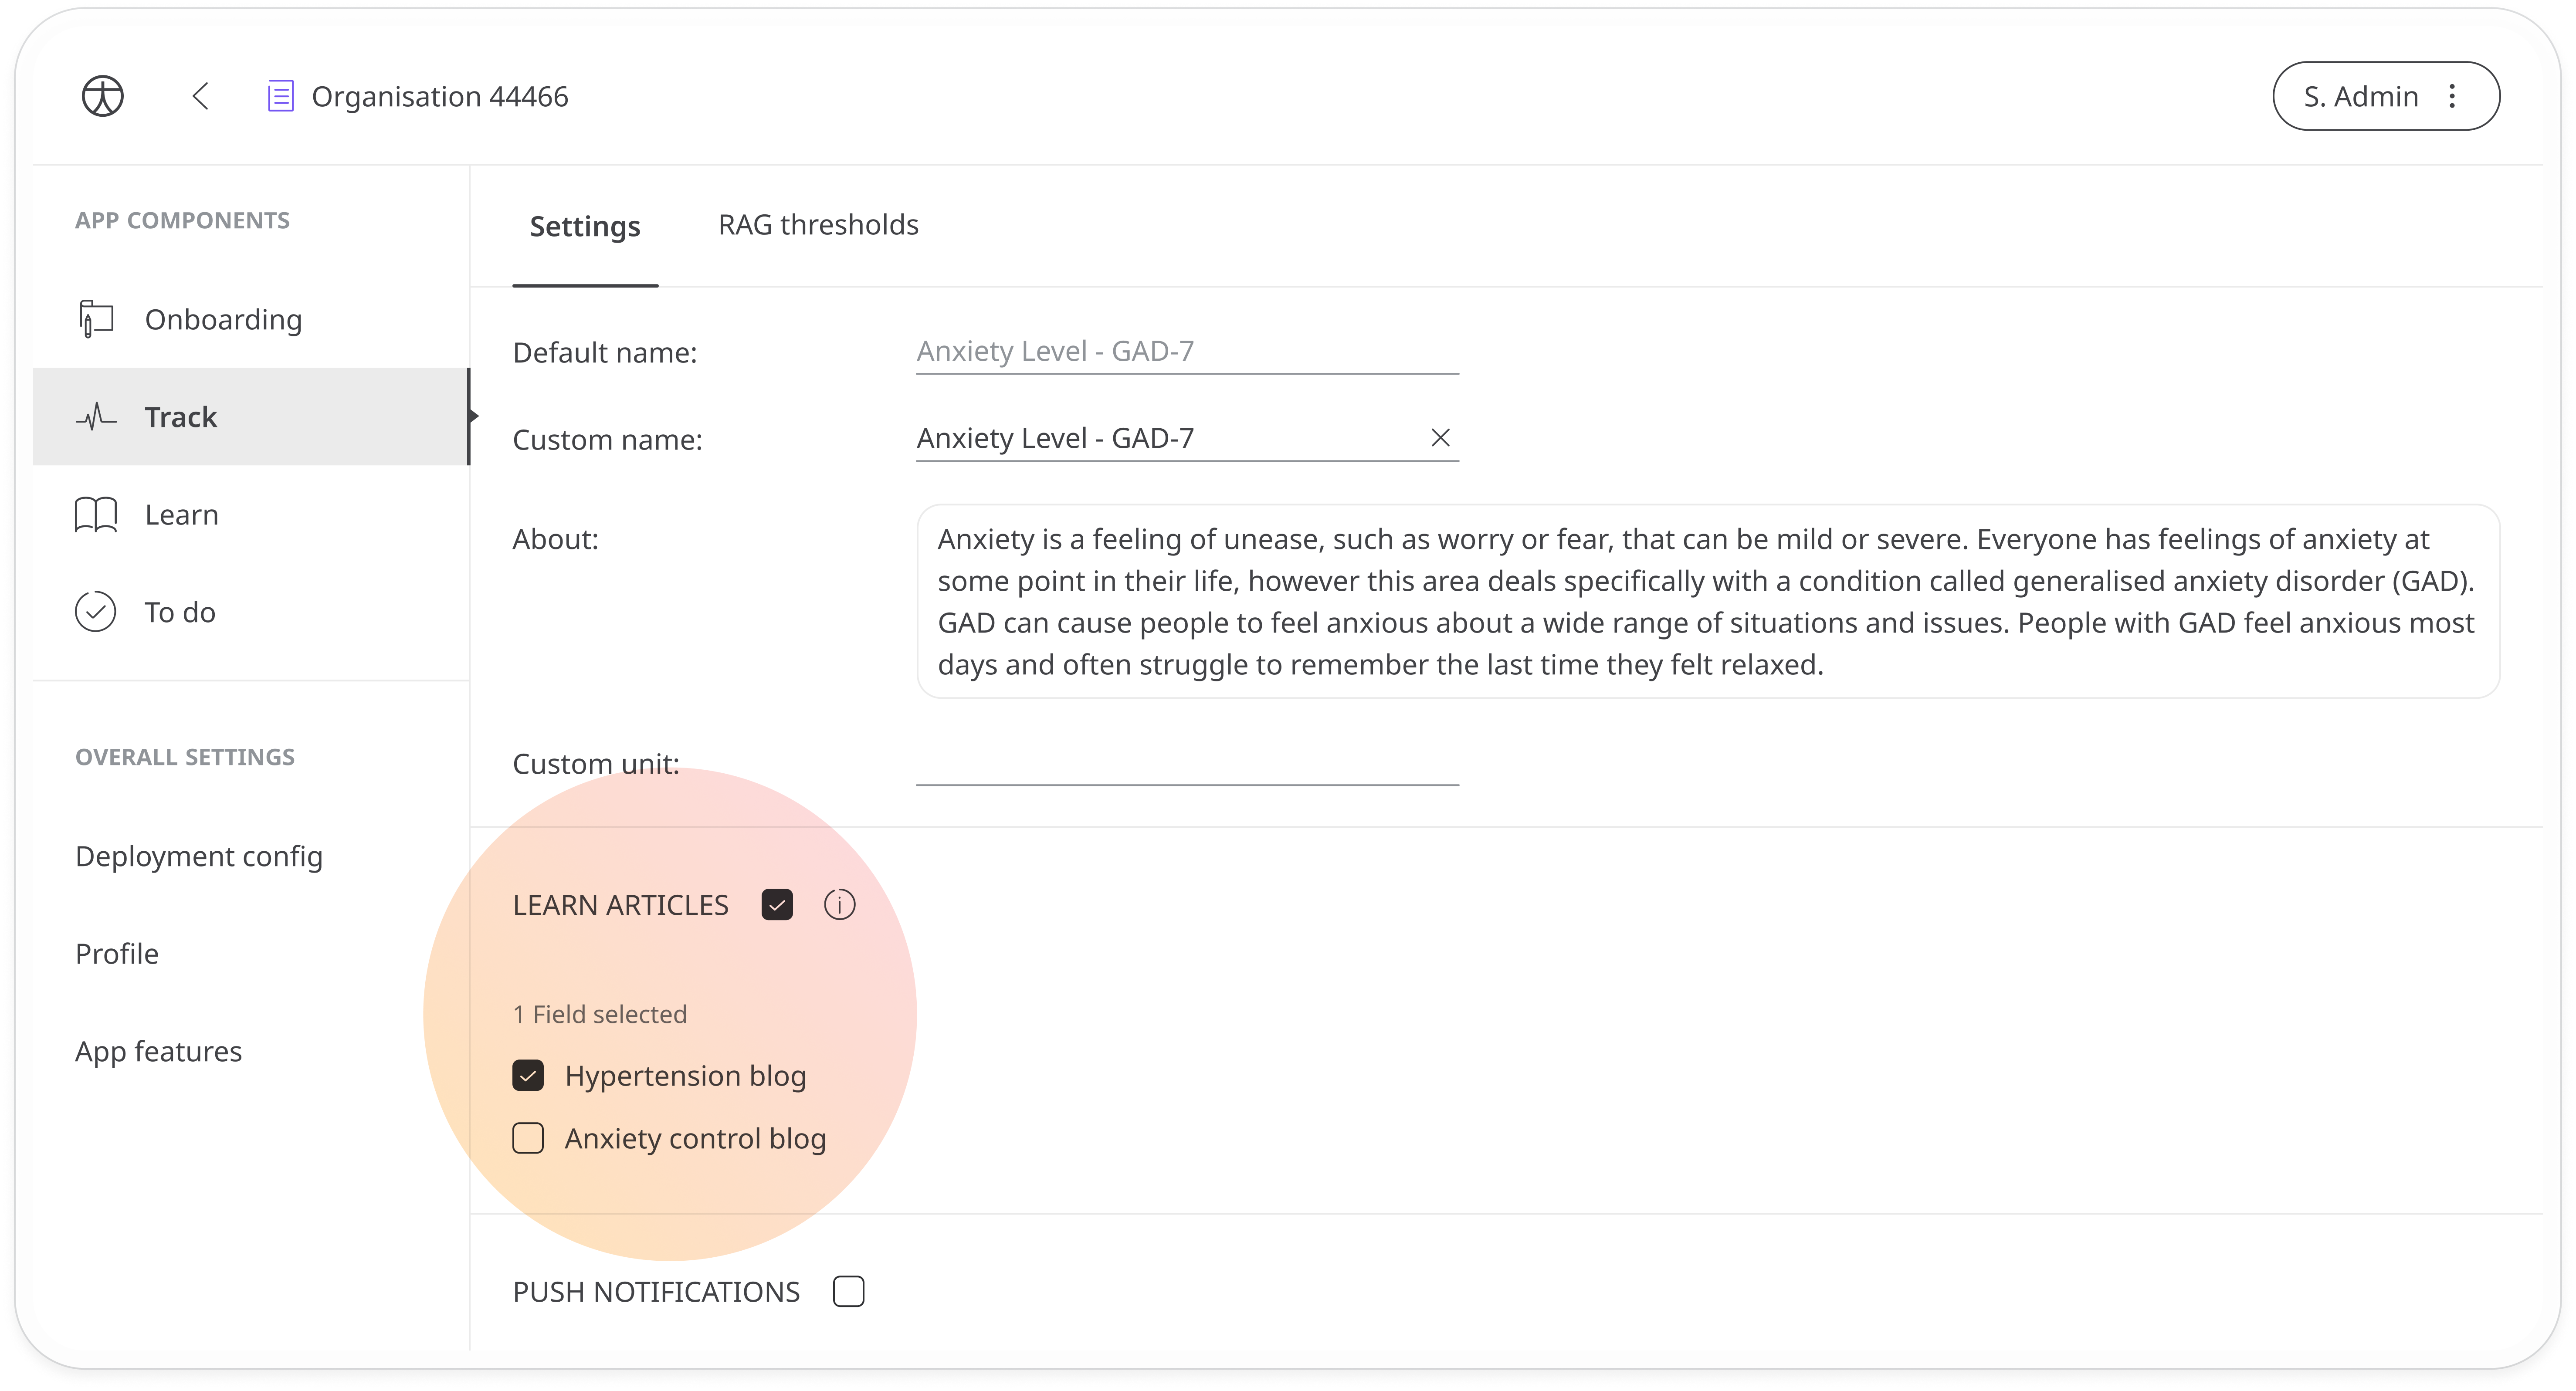 Organisation 44466
S. Admin
APP COMPONENTS
Onboarding
Track
Learn
To do
OVERALL SETTINGS
Deployment config
Profile
App features
Settings
RAG thresholds
Default name:
Anxiety Level - GAD-7
Custom name:
Anxiety Level - GAD-7
About:
Anxiety is a feeling of unease, such as worry or fear, that can be mild or severe. Everyone has feelings of anxiety at
some point in their life, however this area deals specifically with a condition called generalised anxiety disorder (GAD).
GAD can cause people to feel anxious about a wide range of situations and issues. People with GAD feel anxious most
days and often struggle to remember the last time they felt relaxed.
Custom unit:
LEARN ARTICLES
1 Field selected
Hypertension blog
Anxiety control blog
PUSH NOTIFICATIONS